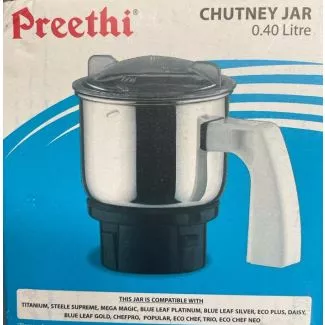 Preethi®
CHUTNEY JAR
0.40 Litre
THIS JAR IS COMPATIBLE WITH
TITANIUM, STEELE SUPREME, MEGA MAGIC, BLUE LEAF PLATINUM, BLUE LEAF SILVER, ECO PLUS, DAISY,
BLUE LEAF GOLD, CHEFPRO, POPULAR, ECO CHEF, TRIO, ECO CHEF NEO